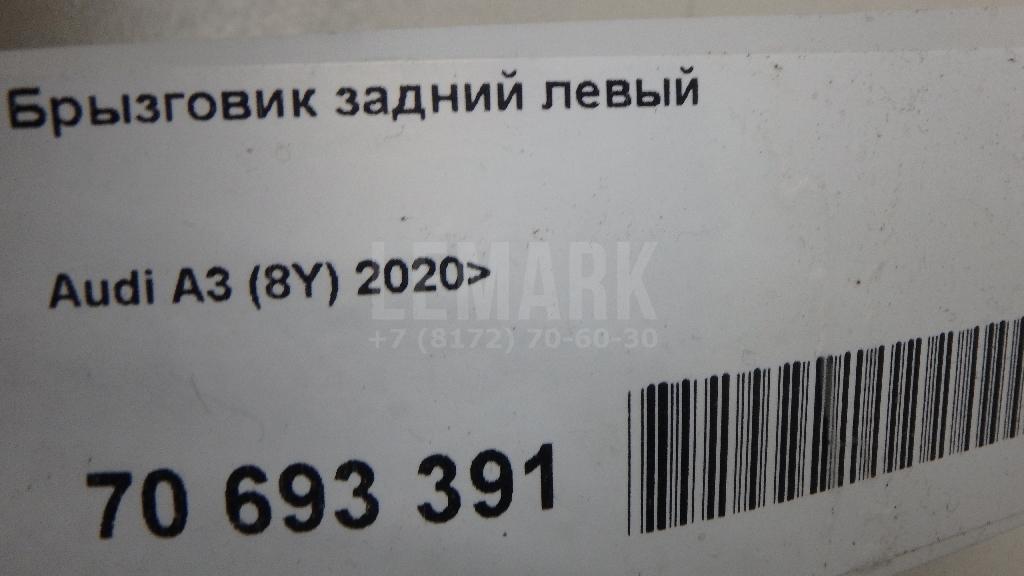 Брызговик задний левый
Audi A3 (8Y) 2020>
LEMARK
+7 (8172) 70-60-30
70 693 391